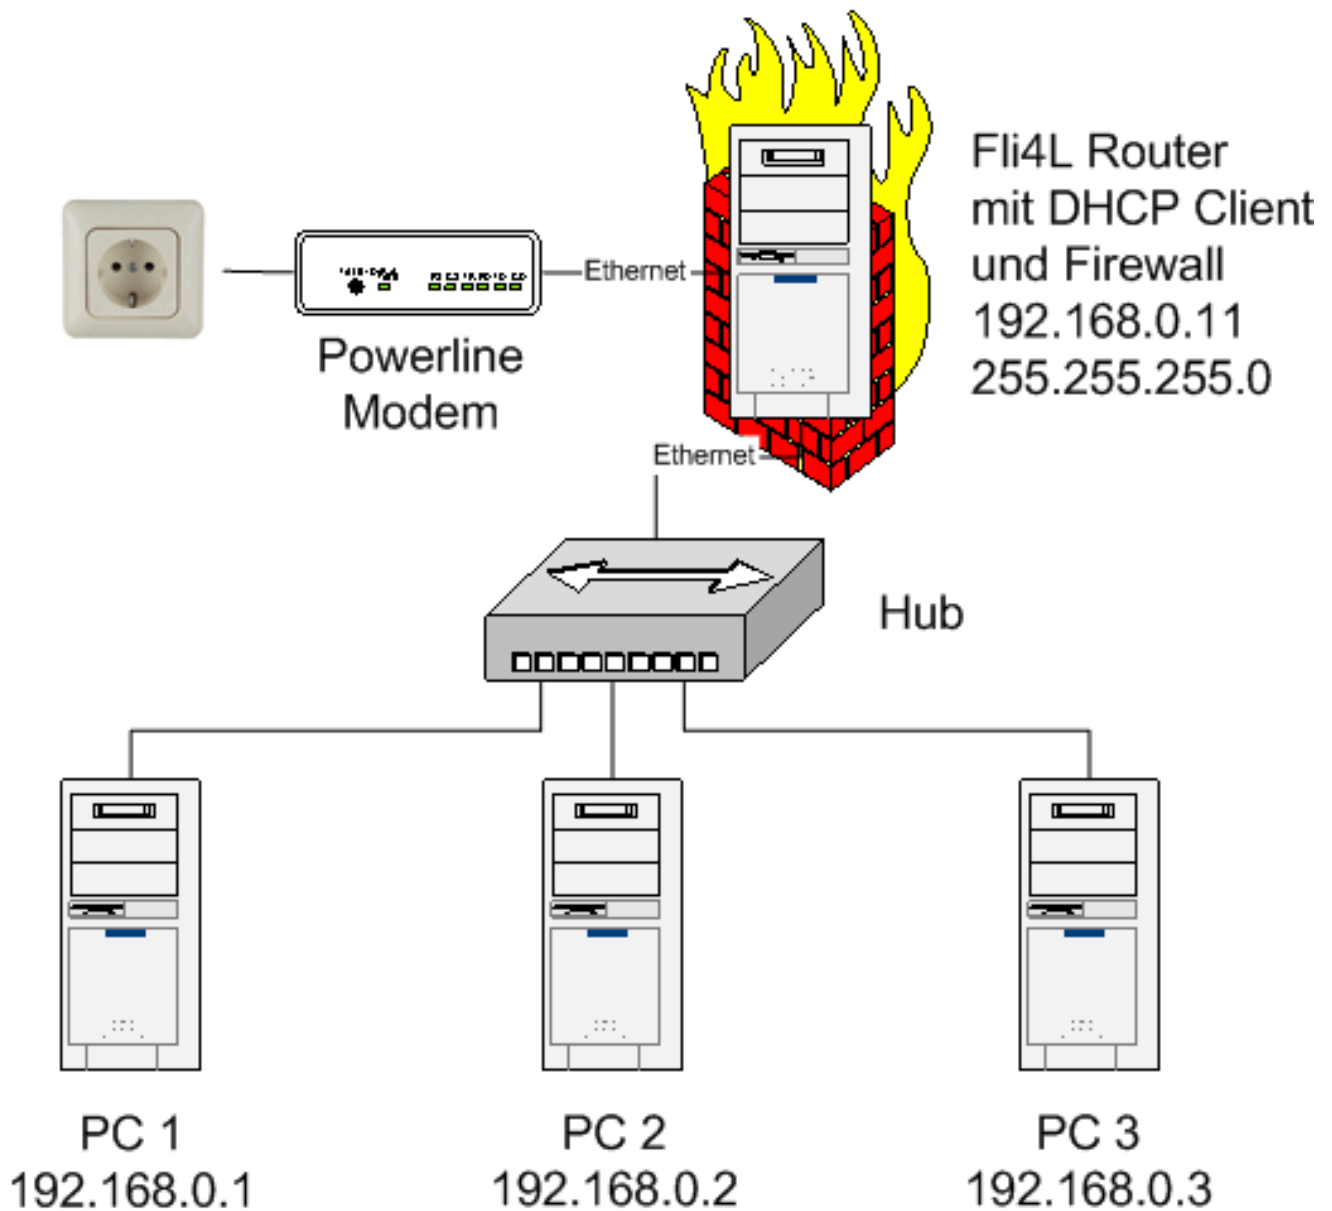 Fli4L Router
mit DHCP Client
und Firewall
192.168.0.11
255.255.255.0
Ethernet
Powerline
Modem
Ethernet
Hub
PC 1
192.168.0.1
PC 2
192.168.0.2
PC 3
192.168.0.3